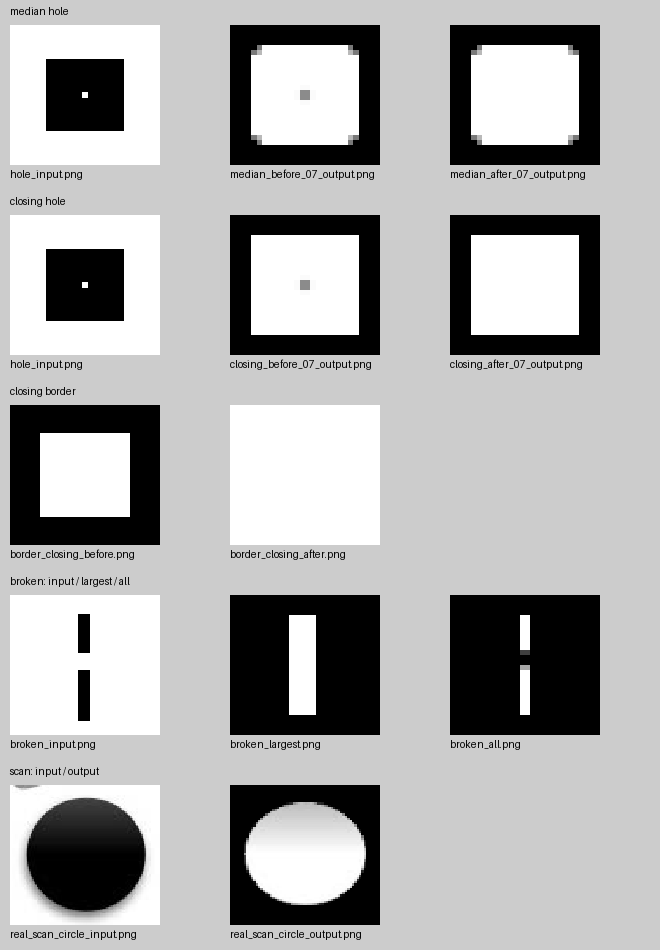 median hole
hole_input.png
median_before_07_output.png
median_after_07_output.png
closing hole
hole_input.png
closing_before_07_output.png
closing_after_07_output.png
closing border
border_closing_before.png
border_closing_after.png
broken: input / largest / all
broken_input.png
broken_largest.png
broken_all.png
scan: input / output
real_scan_circle_input.png
real_scan_circle_output.png